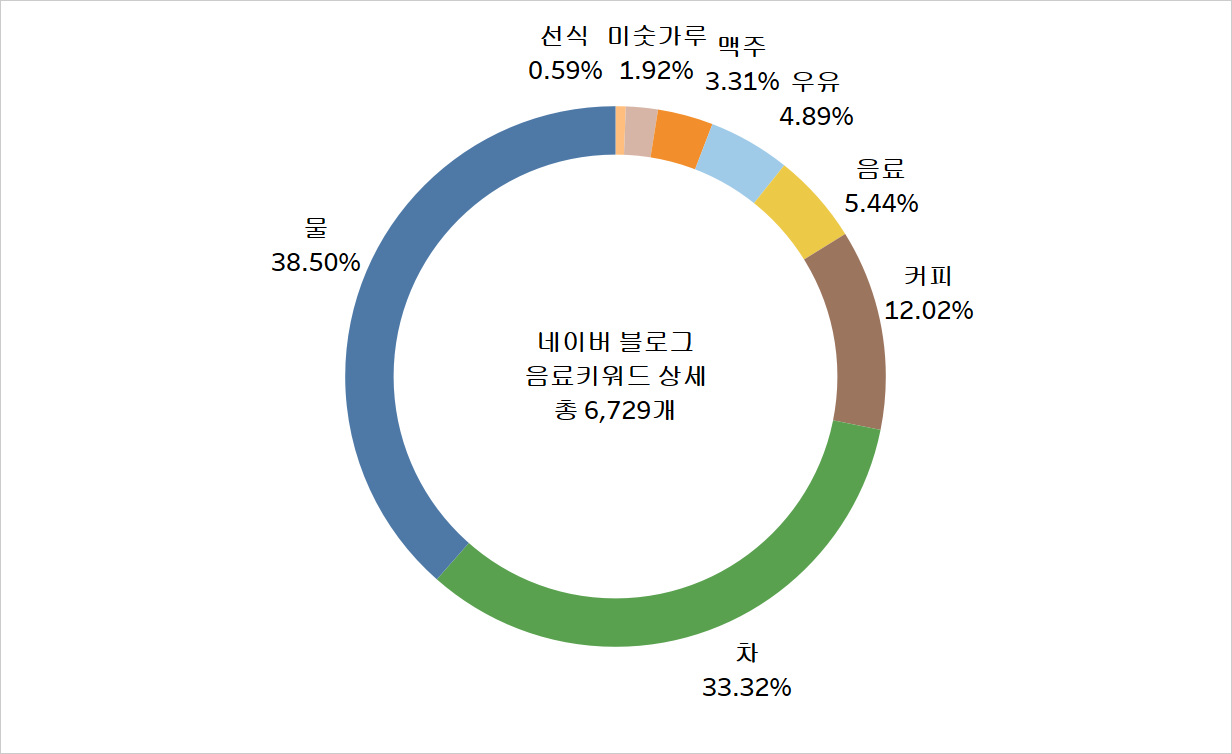 선식
0.59%
미숫가루
1.92%
맥주
3.31%
우유
4.89%
음료
5.44%
커피
12.02%
물
38.50%
네이버 블로그
음료키워드 상세
총 6,729개
차
33.32%